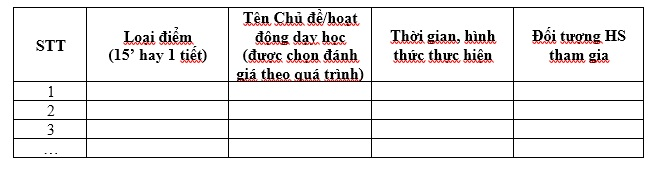 STT
Loại điểm
(15’ hay 1 tiết)
Tên Chủ đề/hoạt
động dạy học
(được chọn đánh
giá theo quá trình)
Thời gian, hình
thức thực hiện
Đối tượng HS
tham gia
1
2
3
…